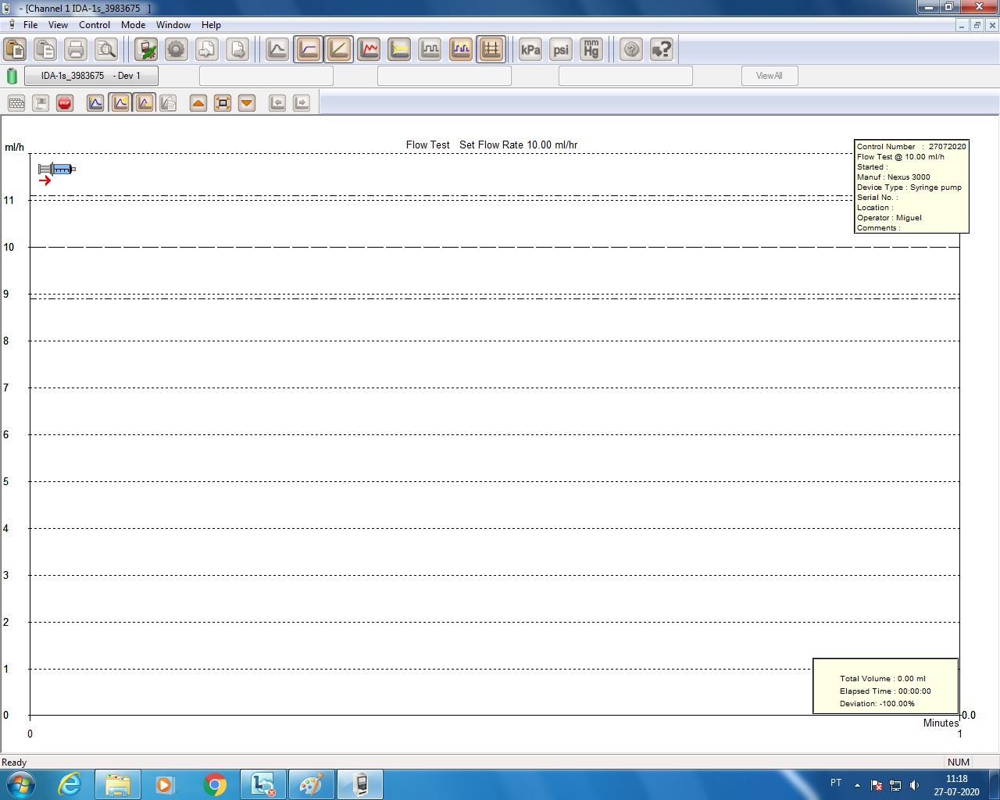 - [Channel 1 IDA-1s_3983675 ]
File View Control Mode Window Help
kPa psi mm Hg
IDA-1s_3983675 - Dev 1
ViewAll
STOP
ml/h
Flow Test Set Flow Rate 10.00 ml/hr
Control Number : 27072020
Flow Test @ 10.00 ml/h
Started :
Manuf : Nexus 3000
Device Type : Syringe pump
Serial No. :
Location :
Operator : Miguel
Comments :
11
10
9
8
7
6
5
4
3
2
1
0
Total Volume : 0.00 ml
Elapsed Time : 00:00:00
Deviation: -100.00%
0.0
Minutes
0
1
Ready
NUM
PT
11:18
27-07-2020